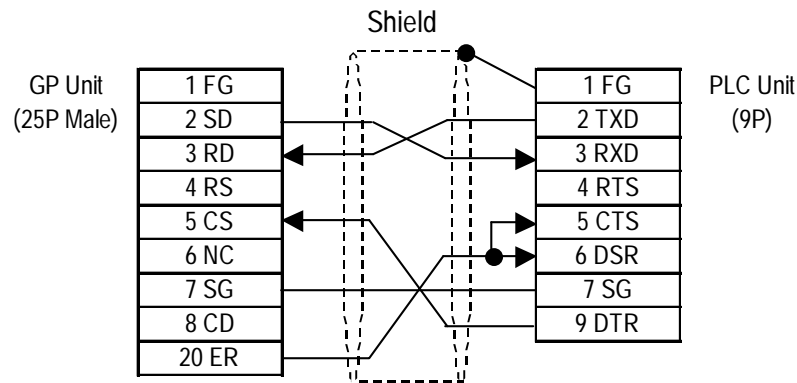 Shield
GP Unit
(25P Male)
1 FG
2 SD
3 RD
4 RS
5 CS
6 NC
7 SG
8 CD
20 ER
1 FG
2 TXD
3 RXD
4 RTS
5 CTS
6 DSR
7 SG
9 DTR
PLC Unit
(9P)